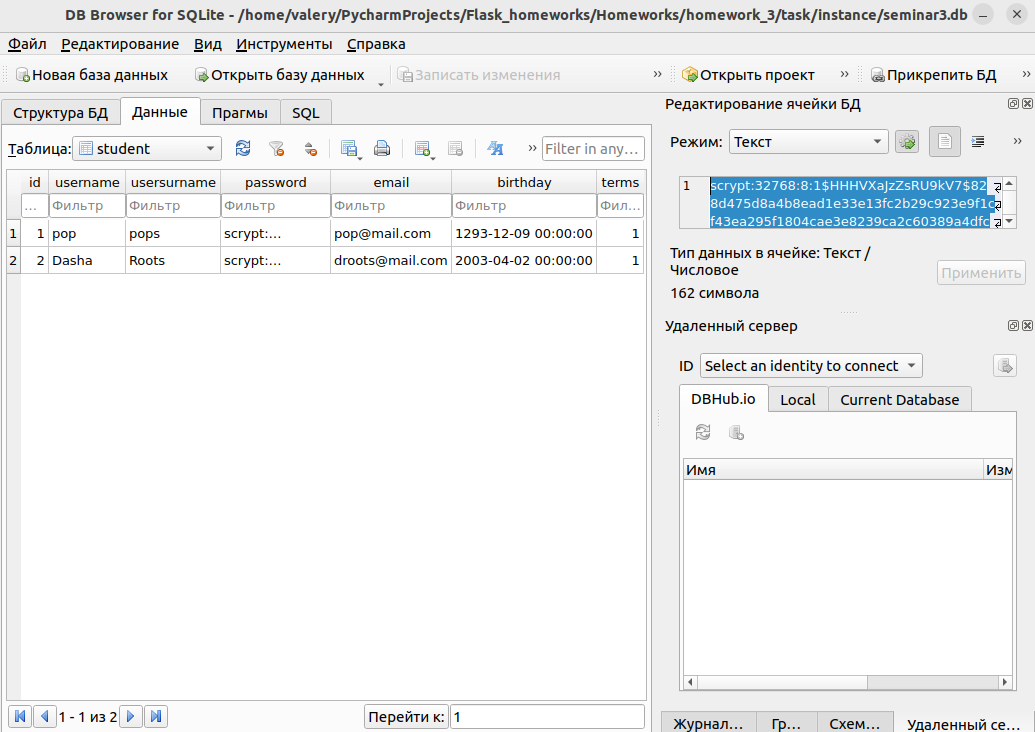 DB Browser for SQLite - /home/valery/PycharmProjects/Flask_homeworks/Homeworks/homework_3/task/instance/seminar3.db
Файл Редактирование Вид Инструменты Справка
Новая база данных Открыть базу данных Записать изменения » Открыть проект » Прикрепить БД »
Структура БД Данные Прагмы SQL
Таблица: student » Filter in any…
id username usersurname password email birthday terms
… Фильтр Фильтр Фильтр Фильтр Фильтр Фил…
1 1 pop pops scrypt:… pop@mail.com 1293-12-09 00:00:00 1
2 2 Dasha Roots scrypt:… droots@mail.com 2003-04-02 00:00:00 1
1 - 1 из 2 Перейти к: 1
Редактирование ячейки БД
Режим: Текст »
1 scrypt:32768:8:1$HHHVXaJzZsRU9kV7$82
8d475d8a4b8ead1e33e13fc2b29c923e9f1c
f43ea295f1804cae3e8239ca2c60389a4dfc
Тип данных в ячейке: Текст /
Числовое
162 символа
Применить
Удаленный сервер
ID Select an identity to connect
DBHub.io Local Current Database
Имя Изм
Журнал… Гр… Схем… Удаленный се…